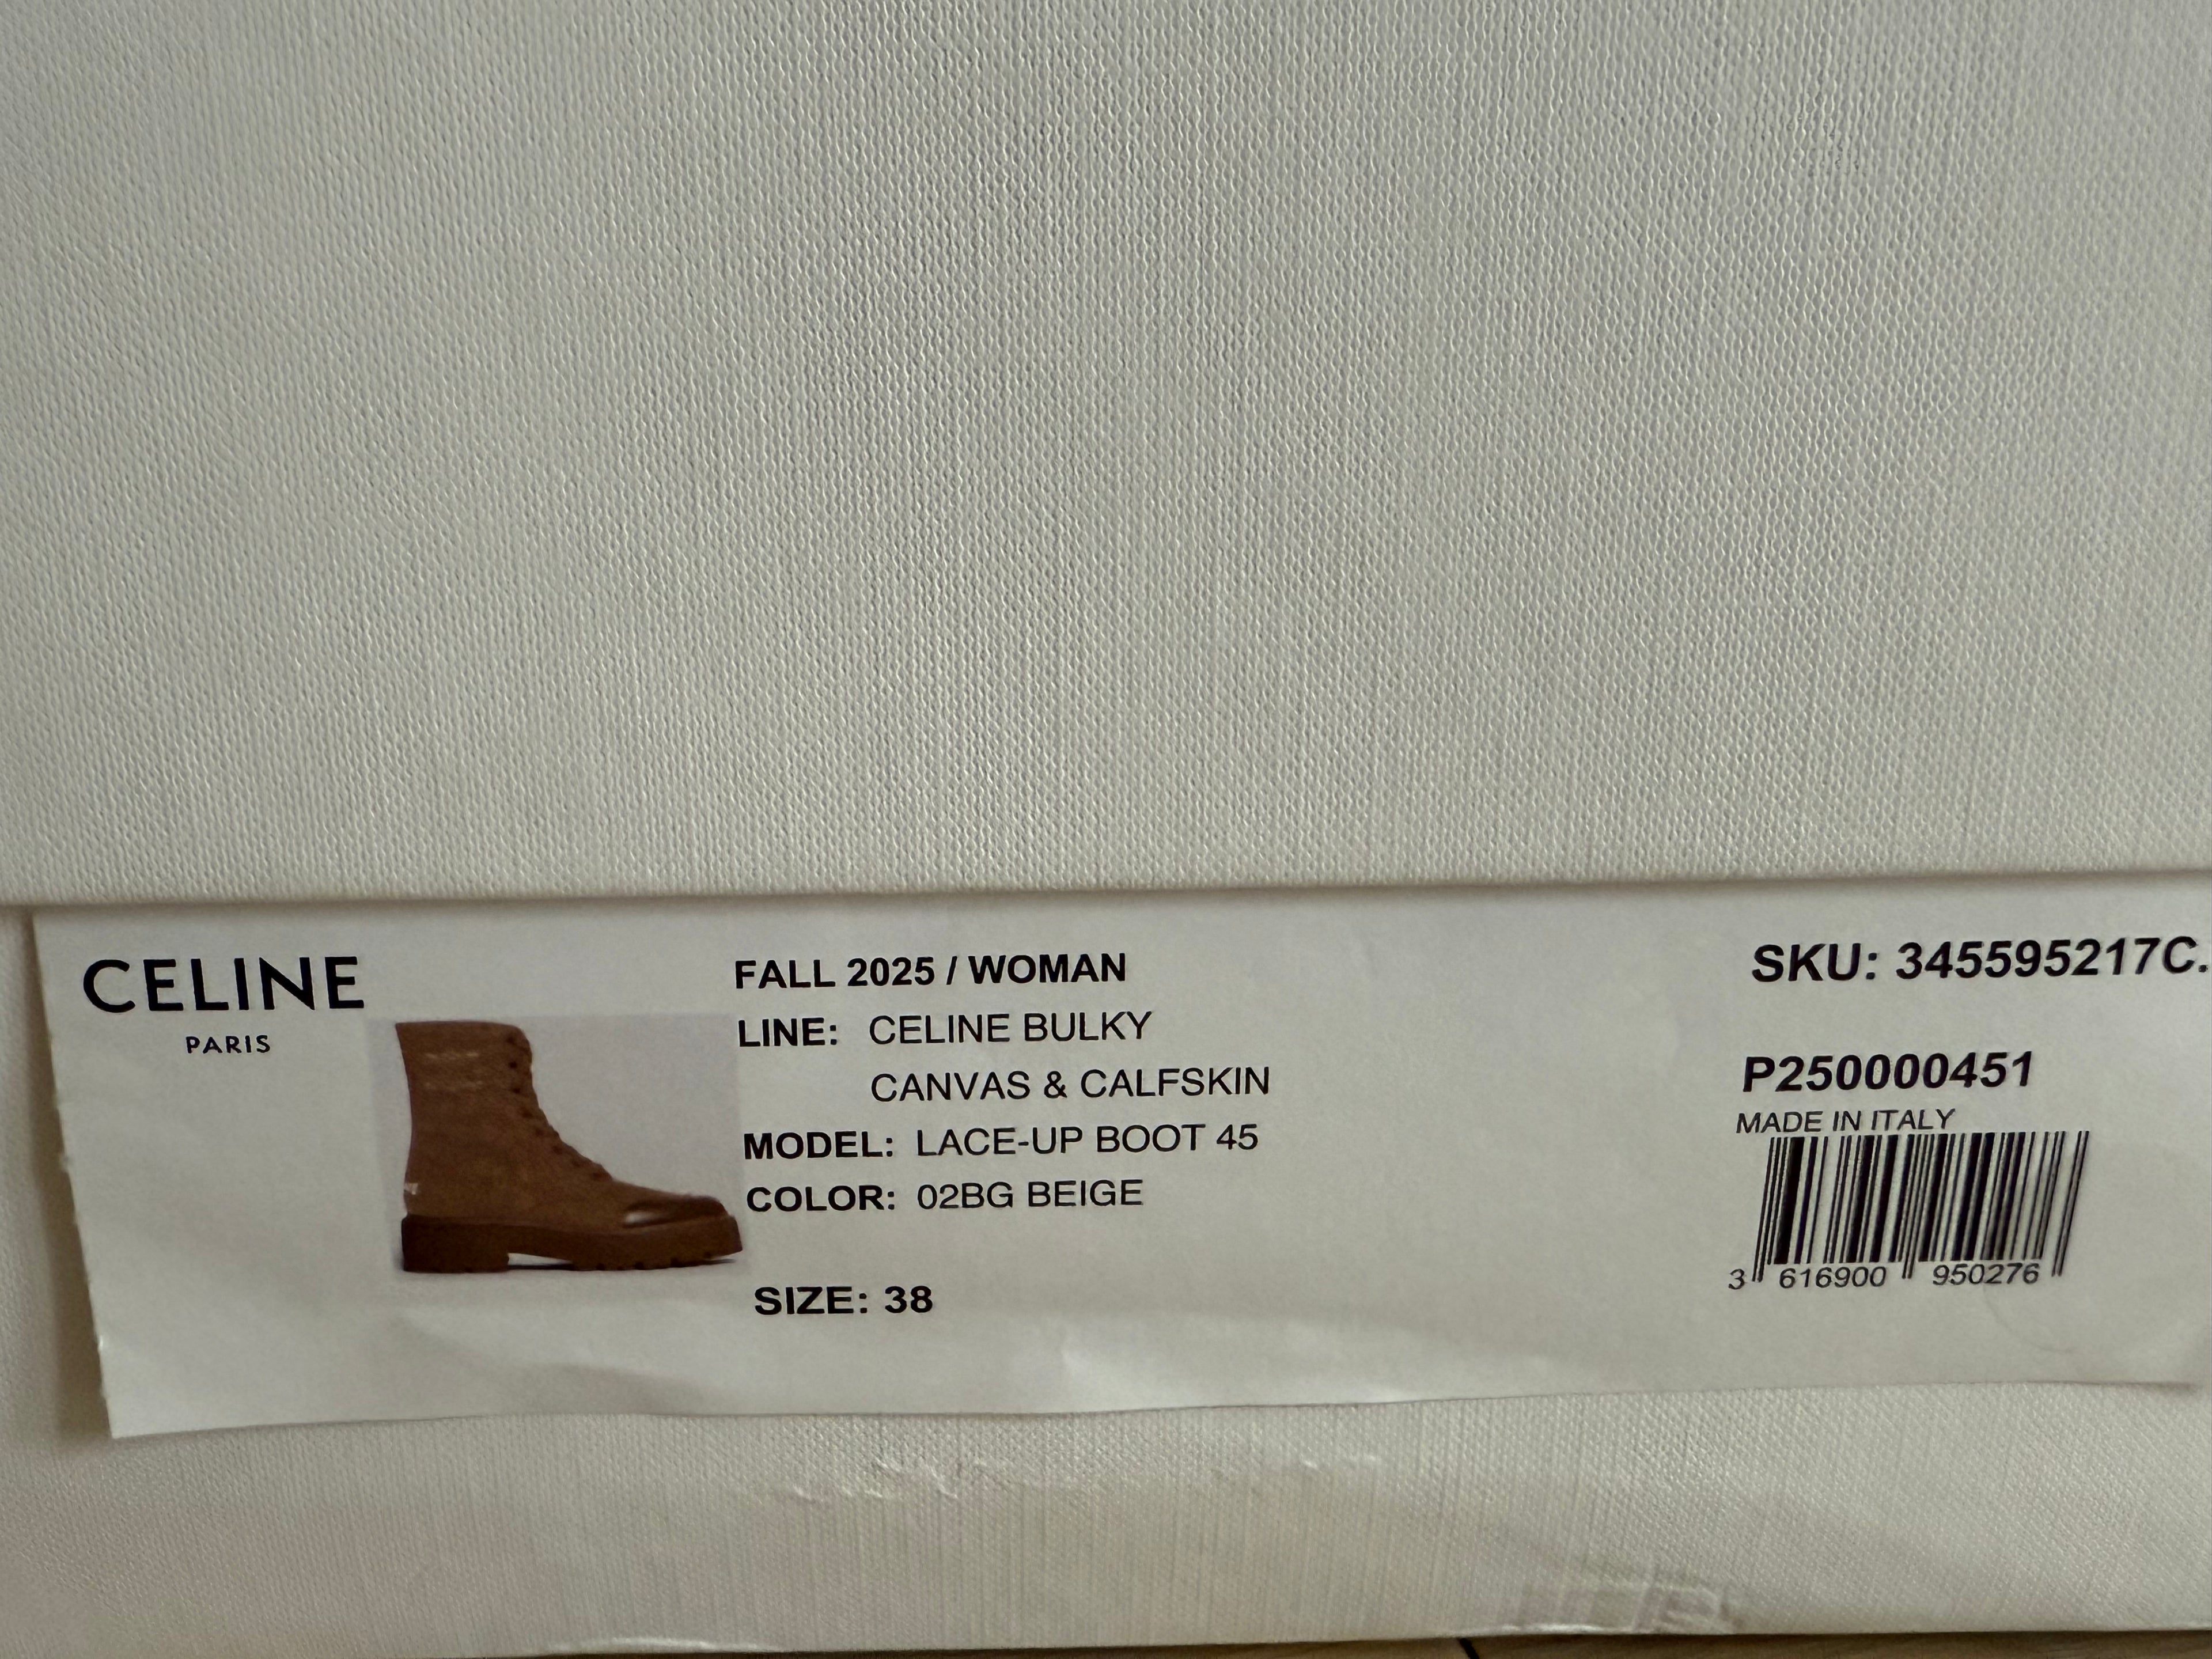 CELINE
PARIS
FALL 2025 / WOMAN
LINE: CELINE BULKY
CANVAS & CALFSKIN
MODEL: LACE-UP BOOT 45
COLOR: 02BG BEIGE
SIZE: 38
SKU: 345595217C.
P250000451
MADE IN ITALY
3 616900 950276